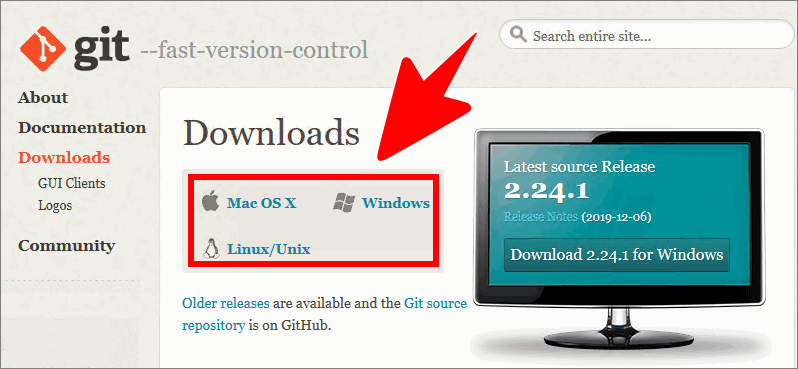 git --fast-version-control
Search entire site...
About
Documentation
Downloads
GUI Clients
Logos
Community
Downloads
Mac OS X
Windows
Linux/Unix
Older releases are available and the Git source
repository is on GitHub.
Latest source Release
2.24.1
Release Notes (2019-12-06)
Download 2.24.1 for Windows